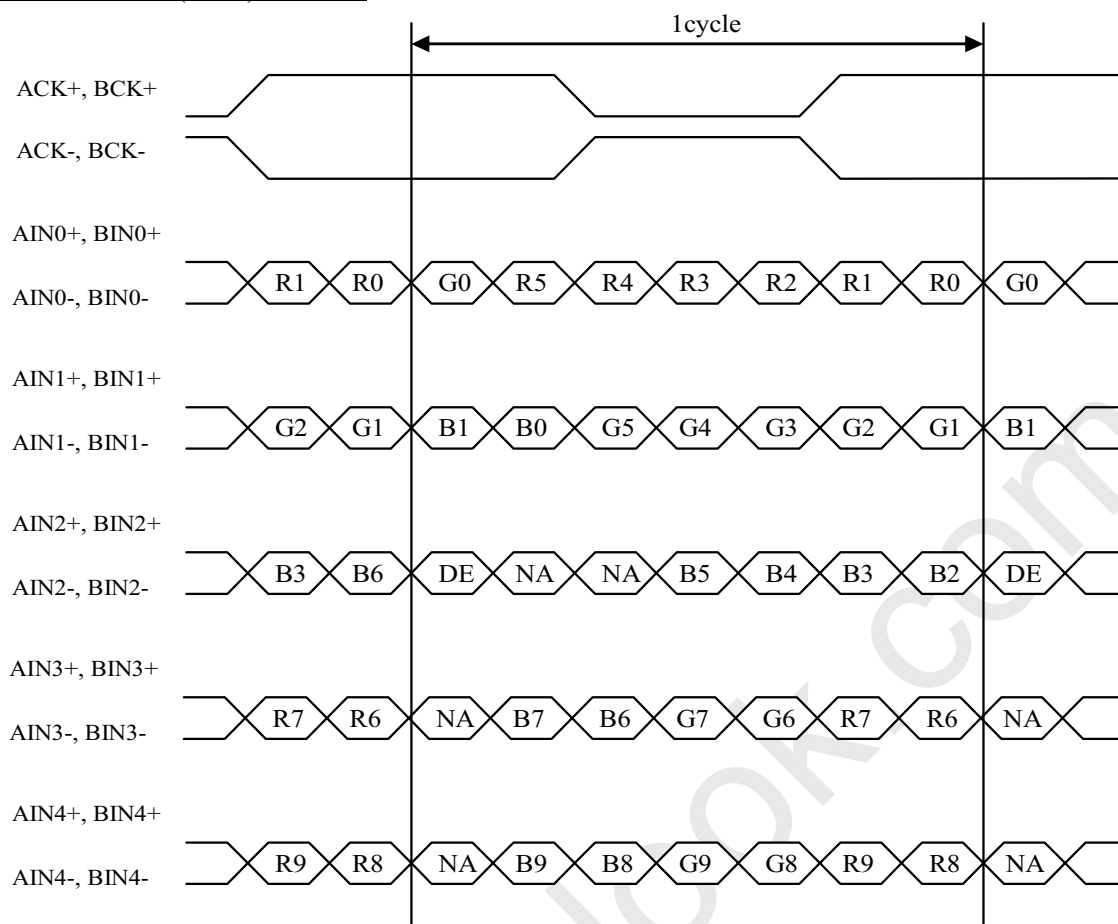 1cycle
ACK+, BCK+
ACK-, BCK-
AIN0+, BIN0+
R1 R0 G0 R5 R4 R3 R2 R1 R0 G0
AIN0-, BIN0-
AIN1+, BIN1+
G2 G1 B1 B0 G5 G4 G3 G2 G1 B1
AIN1-, BIN1-
AIN2+, BIN2+
B3 B6 DE NA NA B5 B4 B3 B2 DE
AIN2-, BIN2-
AIN3+, BIN3+
R7 R6 NA B7 B6 G7 G6 R7 R6 NA
AIN3-, BIN3-
AIN4+, BIN4+
R9 R8 NA B9 B8 G9 G8 R9 R8 NA
AIN4-, BIN4-